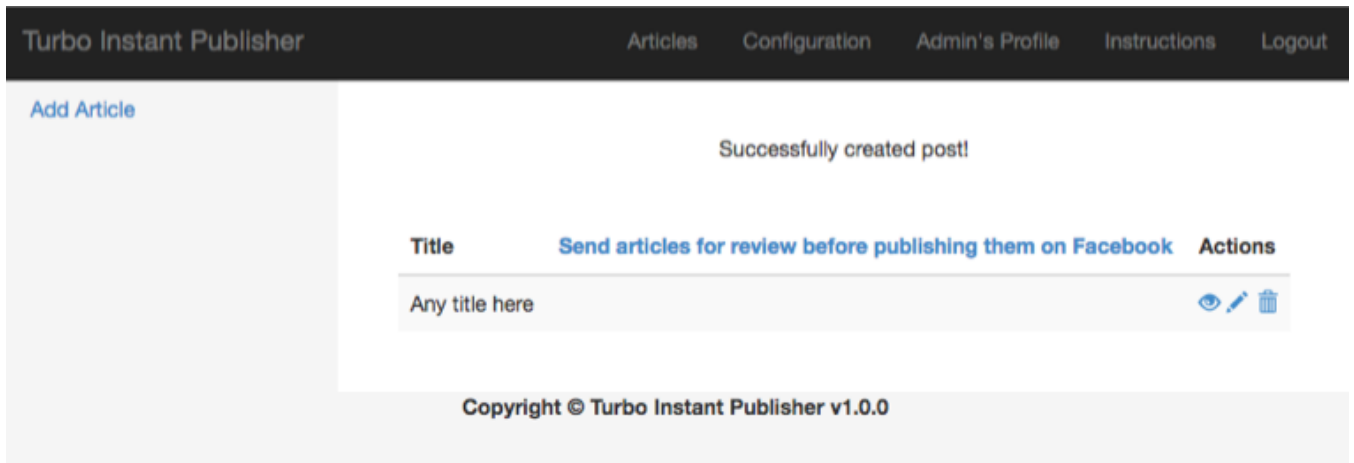 Turbo Instant Publisher Articles Configuration Admin's Profile Instructions Logout
Add Article
Successfully created post!
Title Send articles for review before publishing them on Facebook Actions
Any title here
Copyright © Turbo Instant Publisher v1.0.0